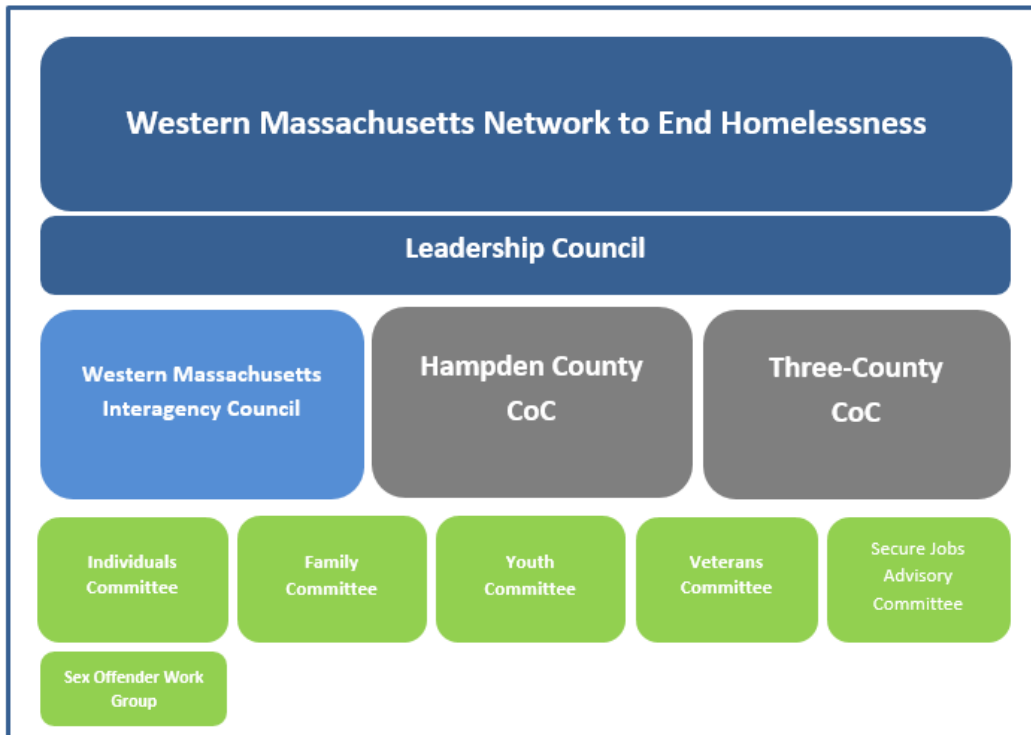 Western Massachusetts Network to End Homelessness
Leadership Council
Western Massachusetts
Interagency Council
Hampden County
CoC
Three-County
CoC
Individuals
Committee
Family
Committee
Youth
Committee
Veterans
Committee
Secure Jobs
Advisory
Committee
Sex Offender Work
Group